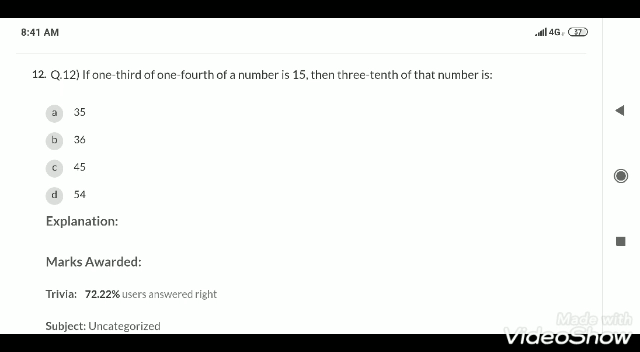 8:41 AM
4G 37
12. Q.12) If one-third of one-fourth of a number is 15, then three-tenth of that number is:
a 35
b 36
c 45
d 54
Explanation:
Marks Awarded:
Trivia: 72.22% users answered right
Subject: Uncategorized
Made with
VideoShow